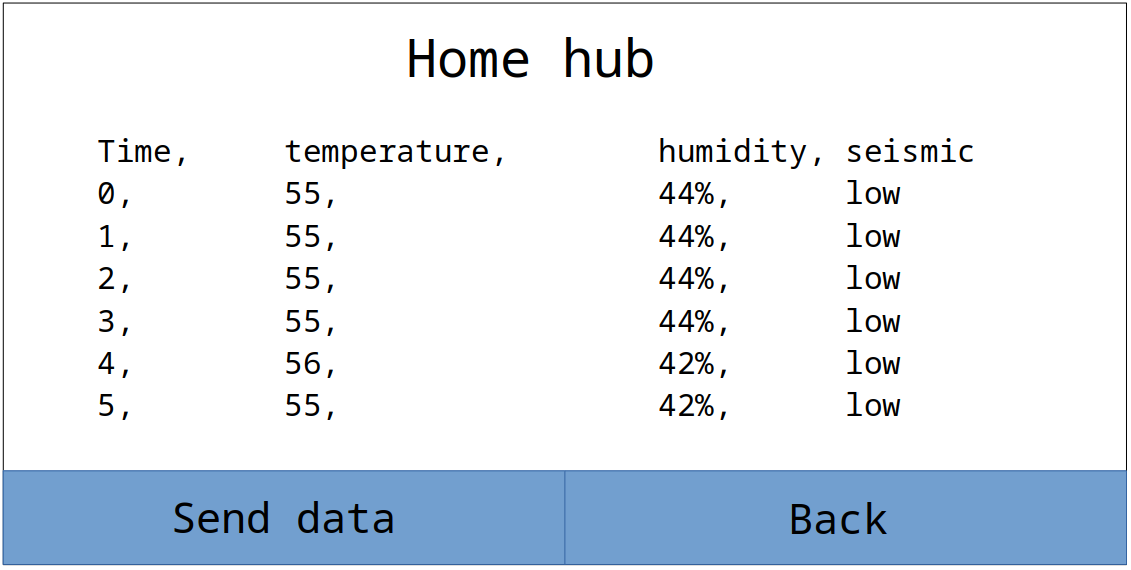 Home hub
Time, temperature, humidity, seismic
0, 55, 44%, low
1, 55, 44%, low
2, 55, 44%, low
3, 55, 44%, low
4, 56, 42%, low
5, 55, 42%, low
Send data Back